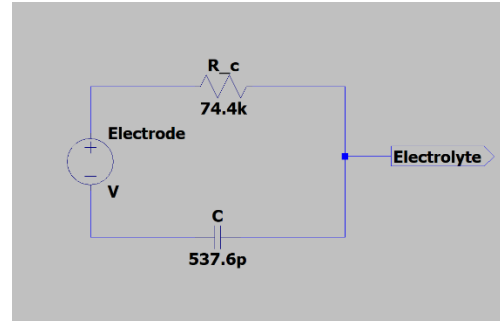 R_c
74.4k
Electrode
+
−
V
Electrolyte
C
537.6p